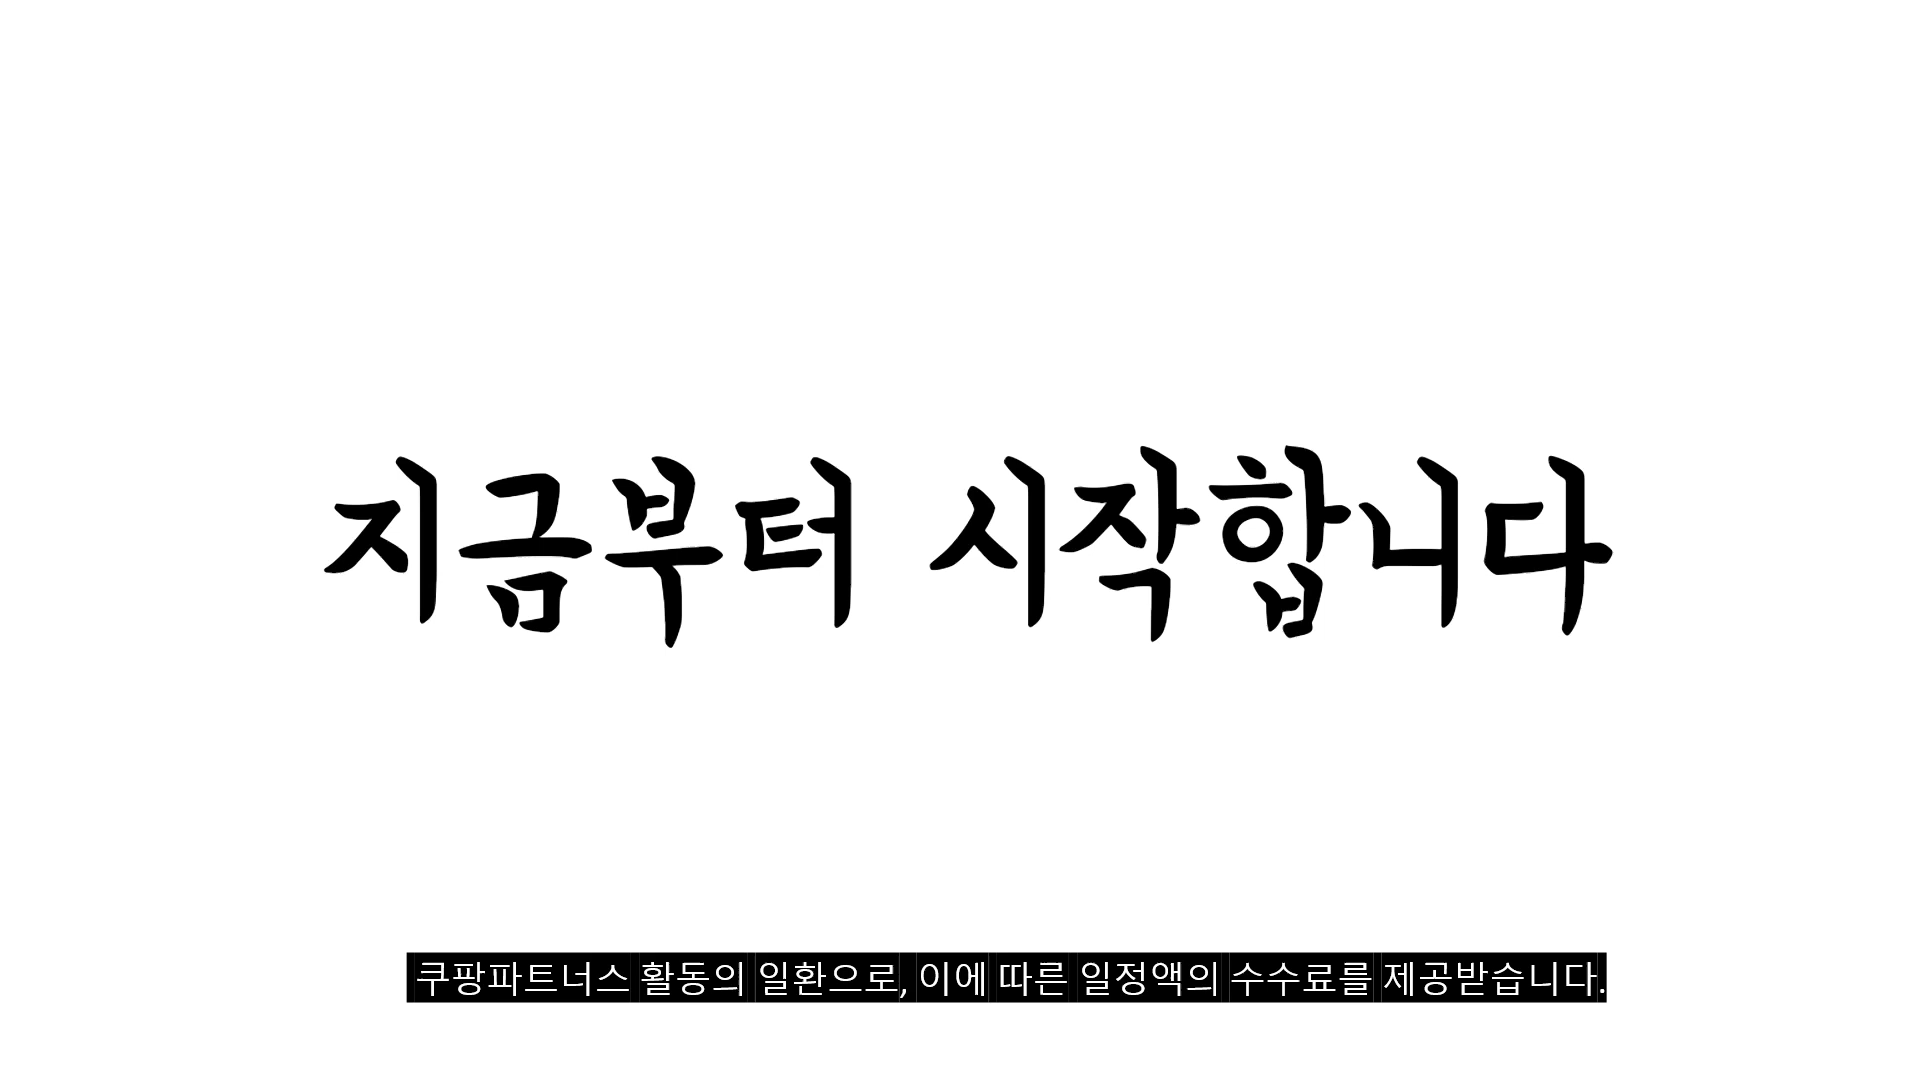 지금부터 시작합니다
쿠팡파트너스 활동의 일환으로, 이에 따른 일정액의 수수료를 제공받습니다.